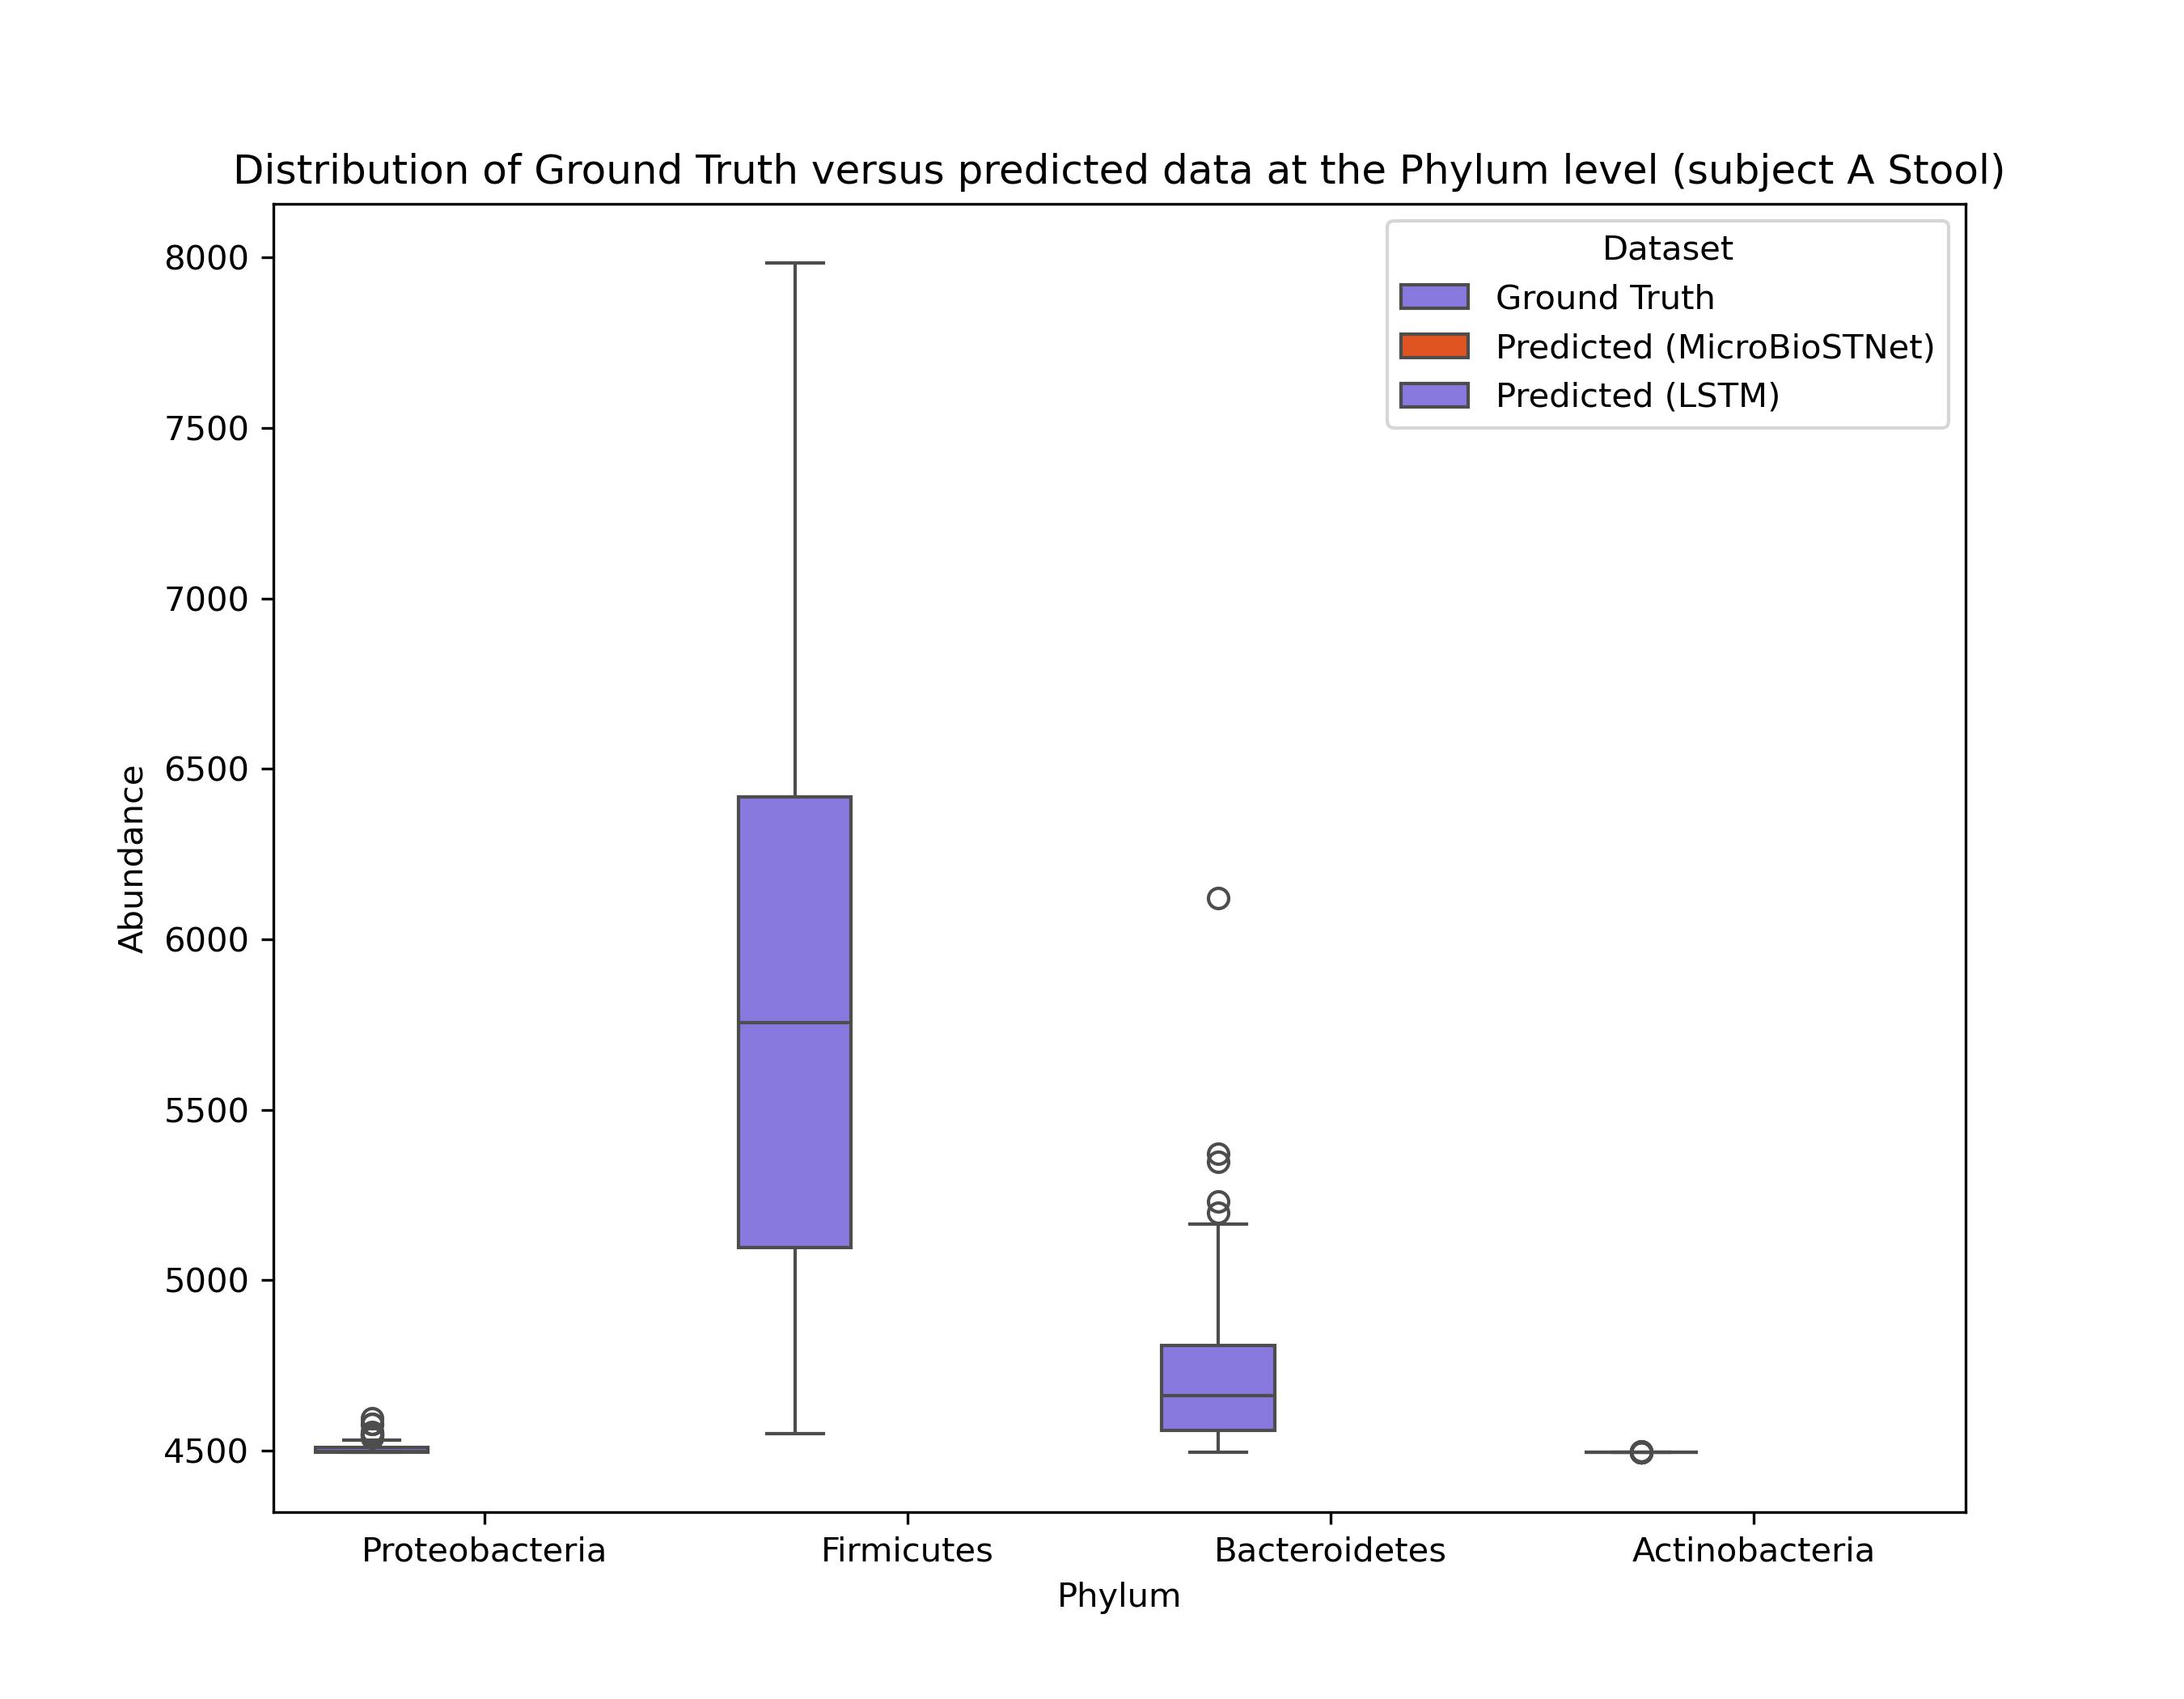 Distribution of Ground Truth versus predicted data at the Phylum level (subject A Stool)
Dataset
Ground Truth
Predicted (MicroBioSTNet)
Predicted (LSTM)
8000
7500
7000
6500
6000
5500
5000
4500
Abundance
Proteobacteria Firmicutes Bacteroidetes Actinobacteria
Phylum